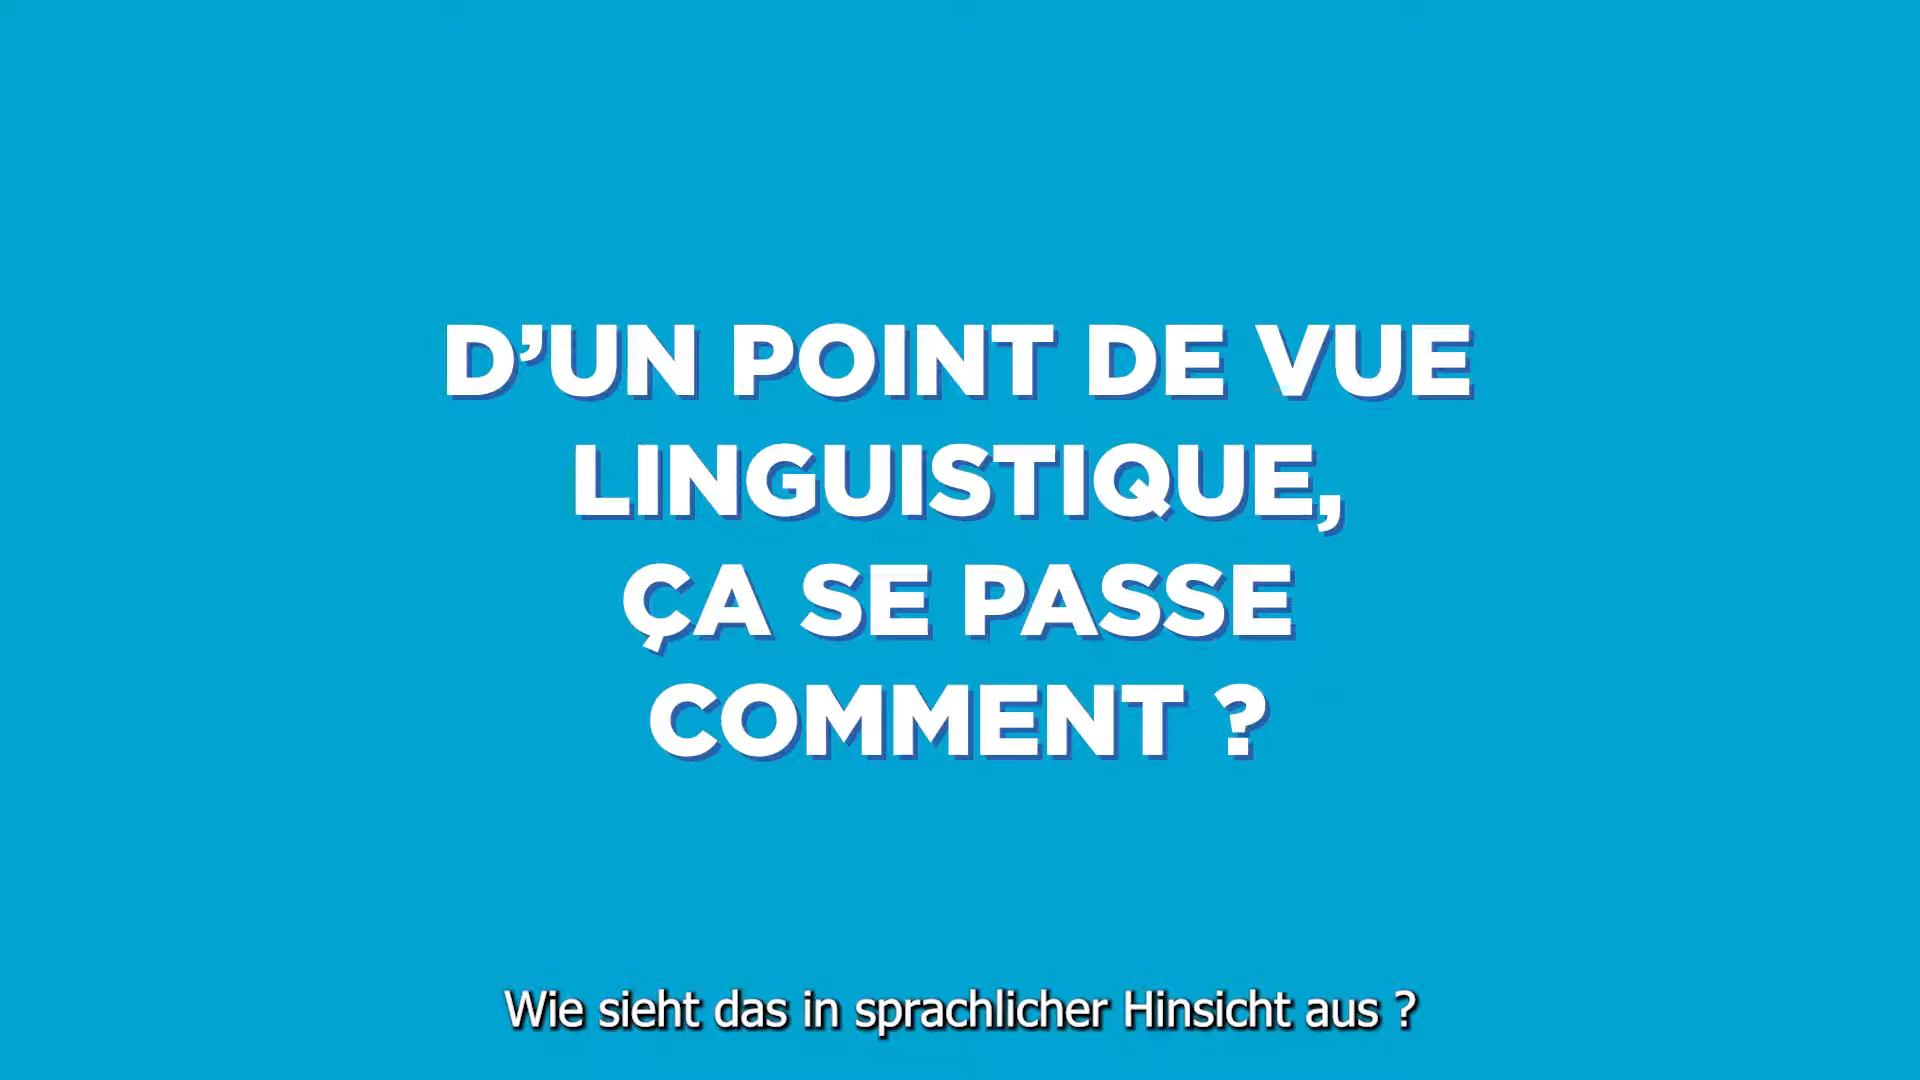 D’UN POINT DE VUE
LINGUISTIQUE,
ÇA SE PASSE
COMMENT ?
Wie sieht das in sprachlicher Hinsicht aus ?